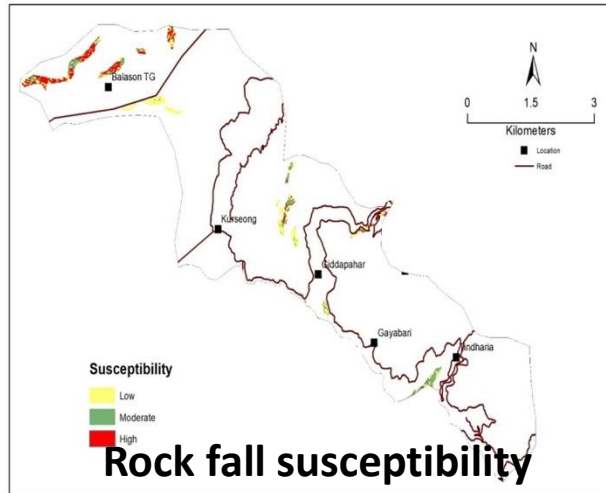 N
Balason TG
0 1.5 3
Kilometers
Location
Road
Kurseong
Giddapahar
Gayabari
Tindharia
Susceptibility
Low
Moderate
High
Rock fall susceptibility